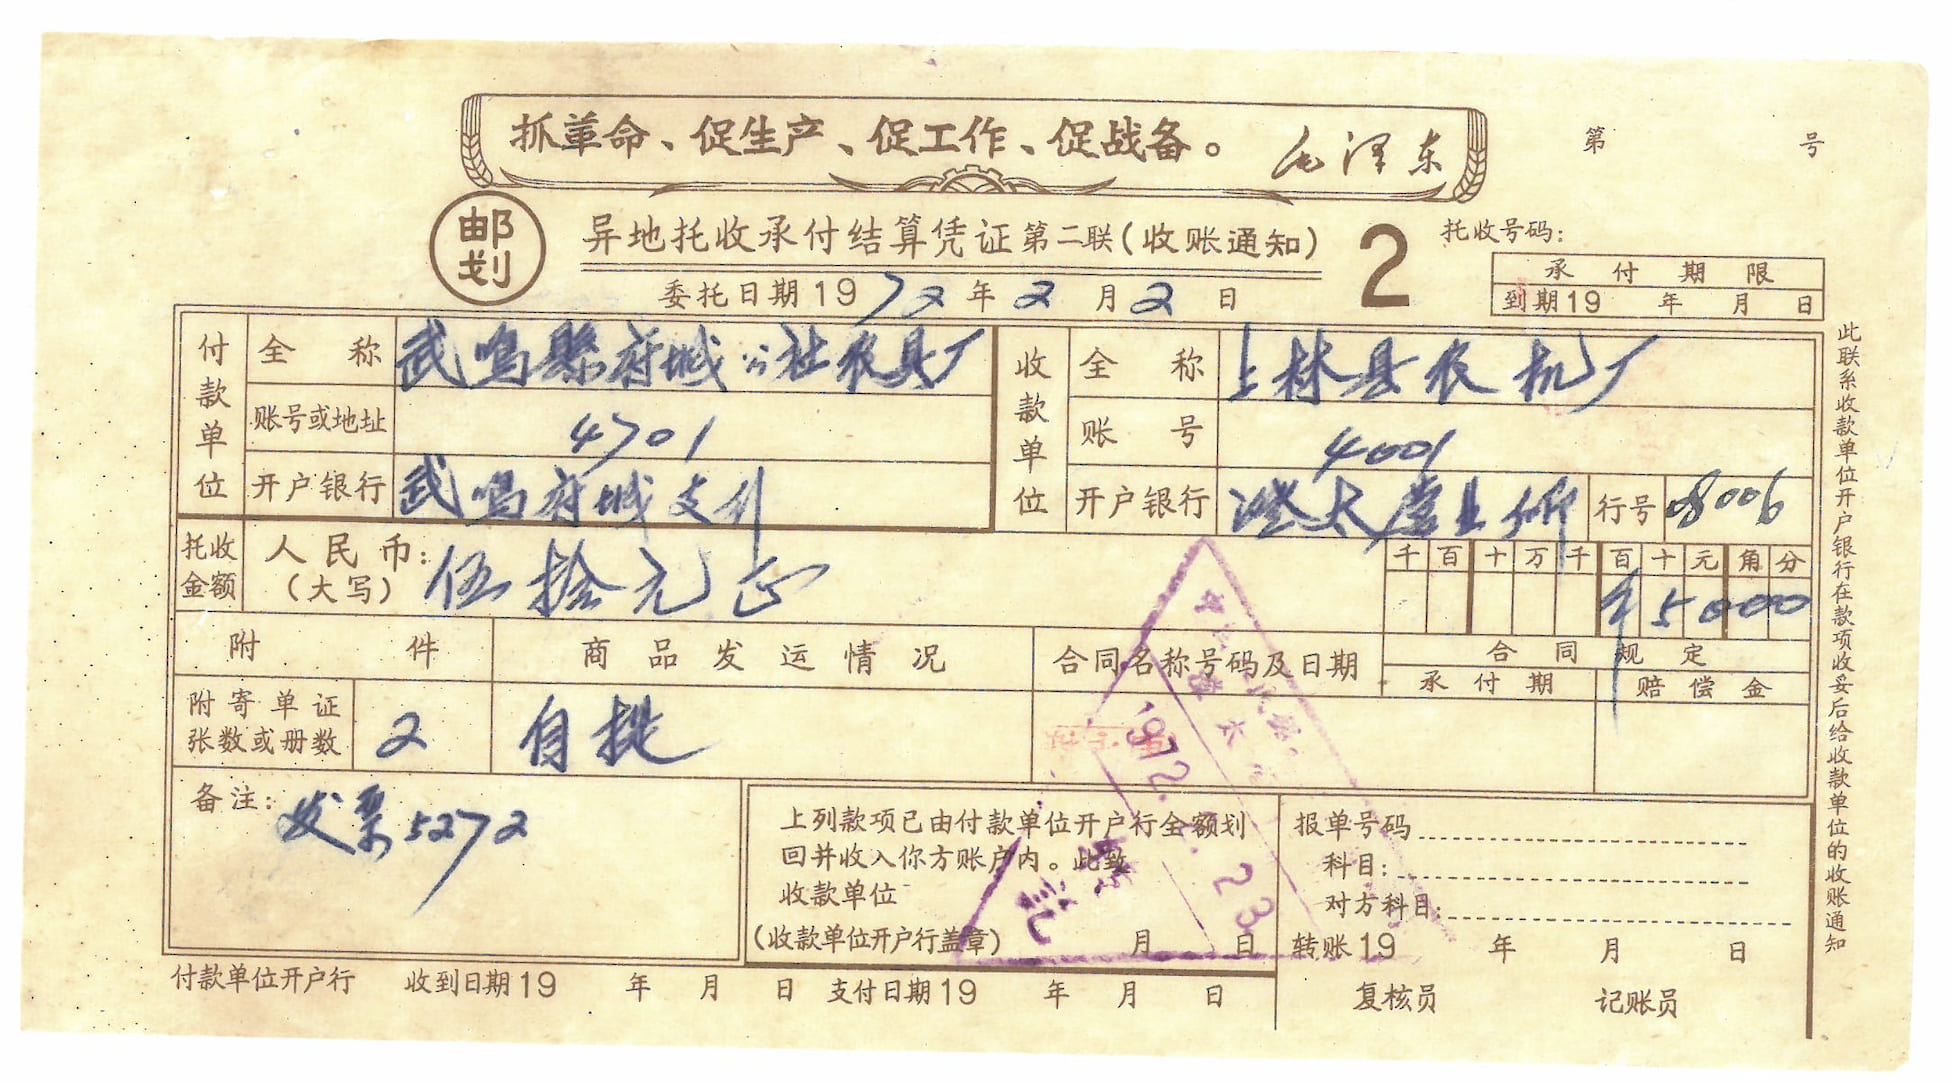 抓革命、促生产、促工作、促战备。 毛泽东
第 号
邮划
异地托收承付结算凭证第二联(收账通知) 2
托收号码:
委托日期1972年2月2日
承付期限
到期19 年 月 日
付款单位
全称 武鸣縣府城公社农具厂
账号或地址 4701
开户银行 武鸣府城支行
收款单位
全称 上林县农机厂
账号 4001
开户银行 澄太营业所 行号 08006
托收金额
人民币:(大写) 伍拾元正
千百十万千百十元角分
¥5000
附件
商品发运情况
合同名称号码及日期
合同规定
承付期 赔偿金
附寄单证
张数或册数 2
自提
备注: 发票5272
上列款项已由付款单位开户行全额划
回并收入你方账户内。此致
收款单位
(收款单位开户行盖章) 月 日
报单号码
科目:
对方科目:
转账19 年 月 日
复核员 记账员
付款单位开户行 收到日期19 年 月 日 支付日期19 年 月 日
此联系收款单位开户银行在款项收妥后给收款单位的收账通知
1972. 23